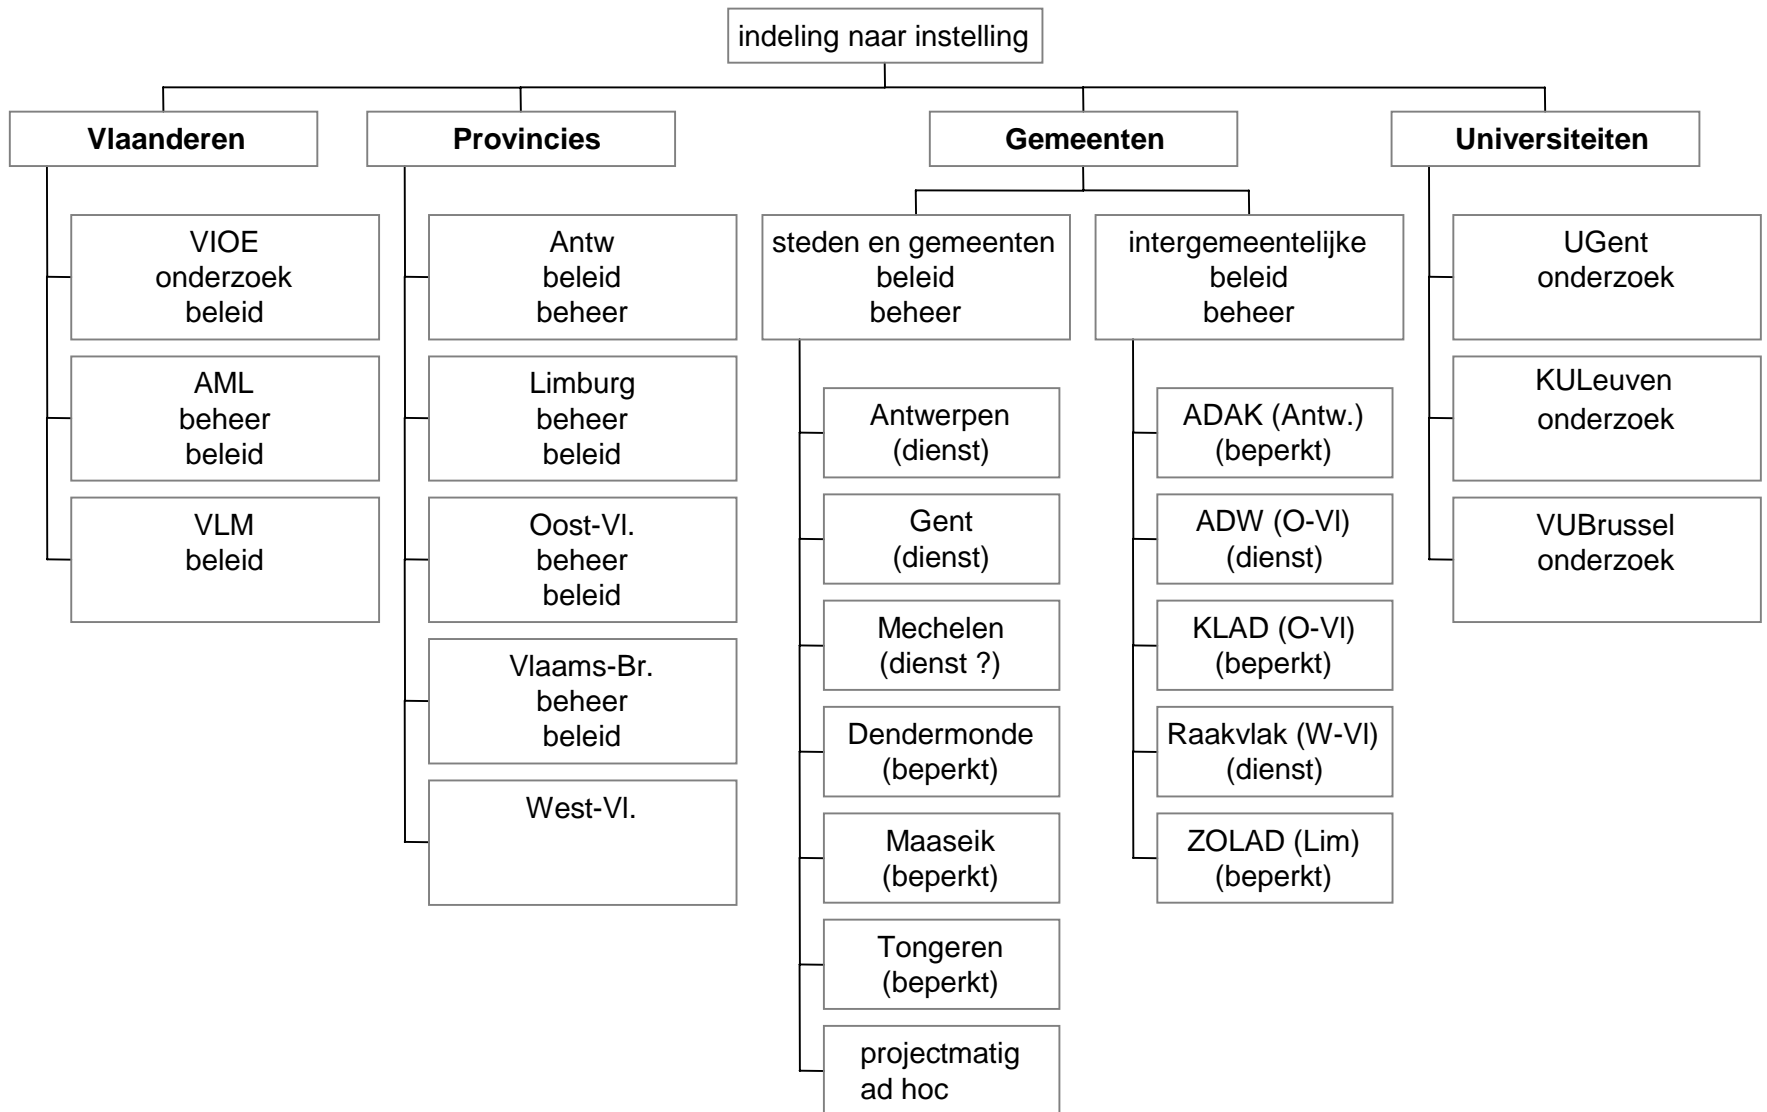 indeling naar instelling
Vlaanderen
VIOE
onderzoek
beleid
AML
beheer
beleid
VLM
beleid
Provincies
Antw
beleid
beheer
Limburg
beheer
beleid
Oost-Vl.
beheer
beleid
Vlaams-Br.
beheer
beleid
West-Vl.
Gemeenten
steden en gemeenten
beleid
beheer
Antwerpen
(dienst)
Gent
(dienst)
Mechelen
(dienst ?)
Dendermonde
(beperkt)
Maaseik
(beperkt)
Tongeren
(beperkt)
projectmatig
ad hoc
intergemeentelijke
beleid
beheer
ADAK (Antw.)
(beperkt)
ADW (O-Vl)
(dienst)
KLAD (O-Vl)
(beperkt)
Raakvlak (W-Vl)
(dienst)
ZOLAD (Lim)
(beperkt)
Universiteiten
UGent
onderzoek
KULeuven
onderzoek
VUBrussel
onderzoek